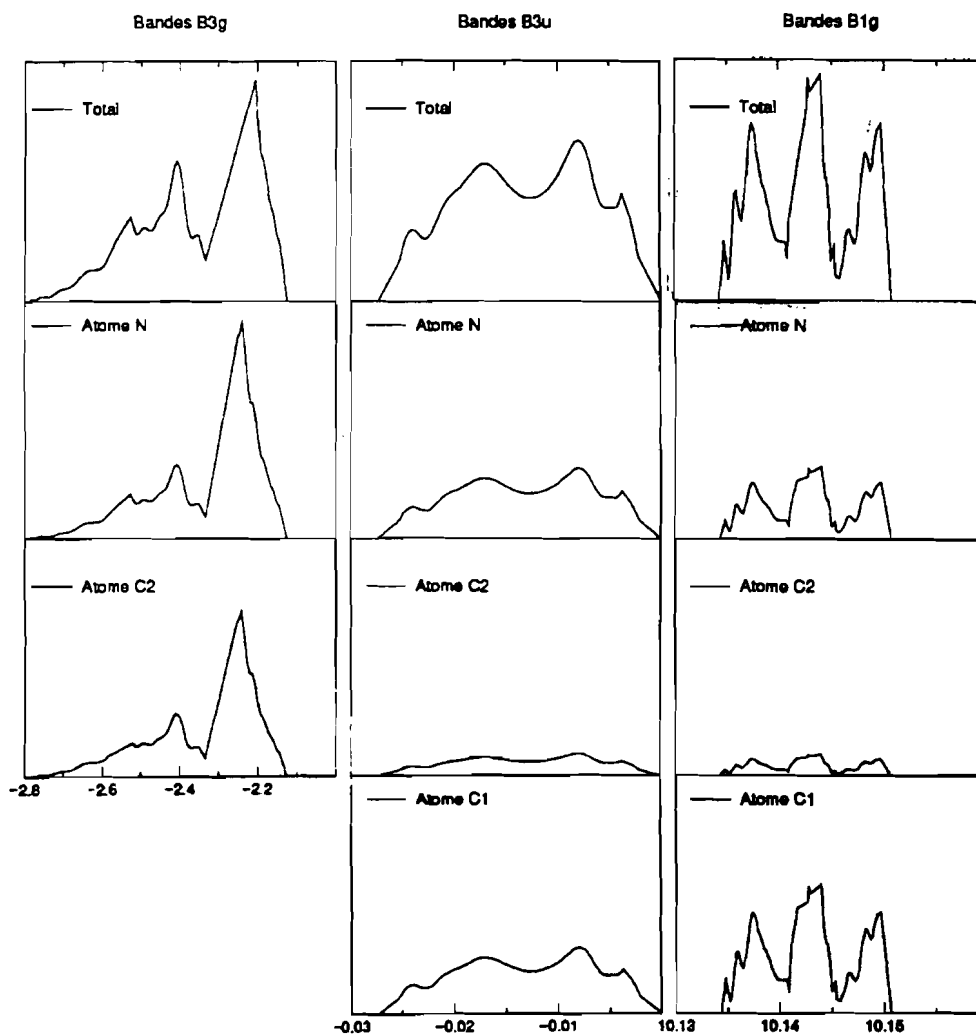 Bandes B3g
Bandes B3u
Bandes B1g
Total
Total
Total
Atome N
Atome N
Atome N
Atome C2
Atome C2
Atome C2
−2.8 −2.6 −2.4 −2.2
Atome C1
Atome C1
−0.03 −0.02 −0.01
10.13 10.14 10.15